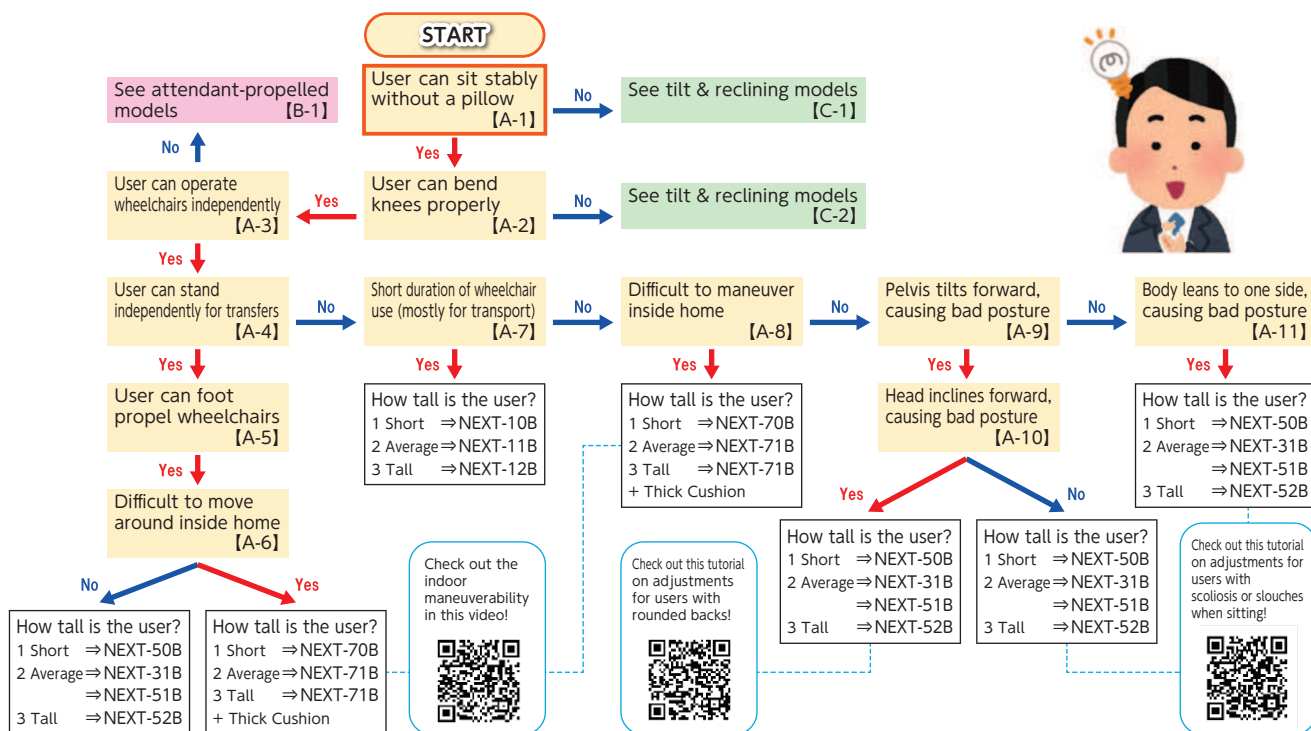 START
User can sit stably
without a pillow
【A-1】
No
See tilt & reclining models
【C-1】
See attendant-propelled
models 【B-1】
Yes
No
User can bend
knees properly
【A-2】
No
See tilt & reclining models
【C-2】
Yes
User can operate
wheelchairs independently
【A-3】
Yes
User can stand
independently for transfers
【A-4】
No
Short duration of wheelchair
use (mostly for transport)
【A-7】
No
Difficult to maneuver
inside home
【A-8】
No
Pelvis tilts forward,
causing bad posture
【A-9】
No
Body leans to one side,
causing bad posture
【A-11】
Yes
User can foot
propel wheelchairs
【A-5】
Yes
How tall is the user?
1 Short ⇒NEXT-10B
2 Average⇒NEXT-11B
3 Tall ⇒NEXT-12B
Yes
How tall is the user?
1 Short ⇒NEXT-70B
2 Average⇒NEXT-71B
3 Tall ⇒NEXT-71B
+ Thick Cushion
Yes
Head inclines forward,
causing bad posture
【A-10】
Yes
How tall is the user?
1 Short ⇒NEXT-50B
2 Average⇒NEXT-31B
⇒NEXT-51B
3 Tall ⇒NEXT-52B
Yes
Difficult to move
around inside home
【A-6】
No
How tall is the user?
1 Short ⇒NEXT-50B
2 Average⇒NEXT-31B
⇒NEXT-51B
3 Tall ⇒NEXT-52B
Yes
How tall is the user?
1 Short ⇒NEXT-70B
2 Average⇒NEXT-71B
3 Tall ⇒NEXT-71B
+ Thick Cushion
Check out the
indoor
maneuverability
in this video!
Check out this tutorial
on adjustments
for users with
rounded backs!
Yes
How tall is the user?
1 Short ⇒NEXT-50B
2 Average⇒NEXT-31B
⇒NEXT-51B
3 Tall ⇒NEXT-52B
No
How tall is the user?
1 Short ⇒NEXT-50B
2 Average⇒NEXT-31B
⇒NEXT-51B
3 Tall ⇒NEXT-52B
Check out this tutorial
on adjustments for
users with
scoliosis or slouches
when sitting!